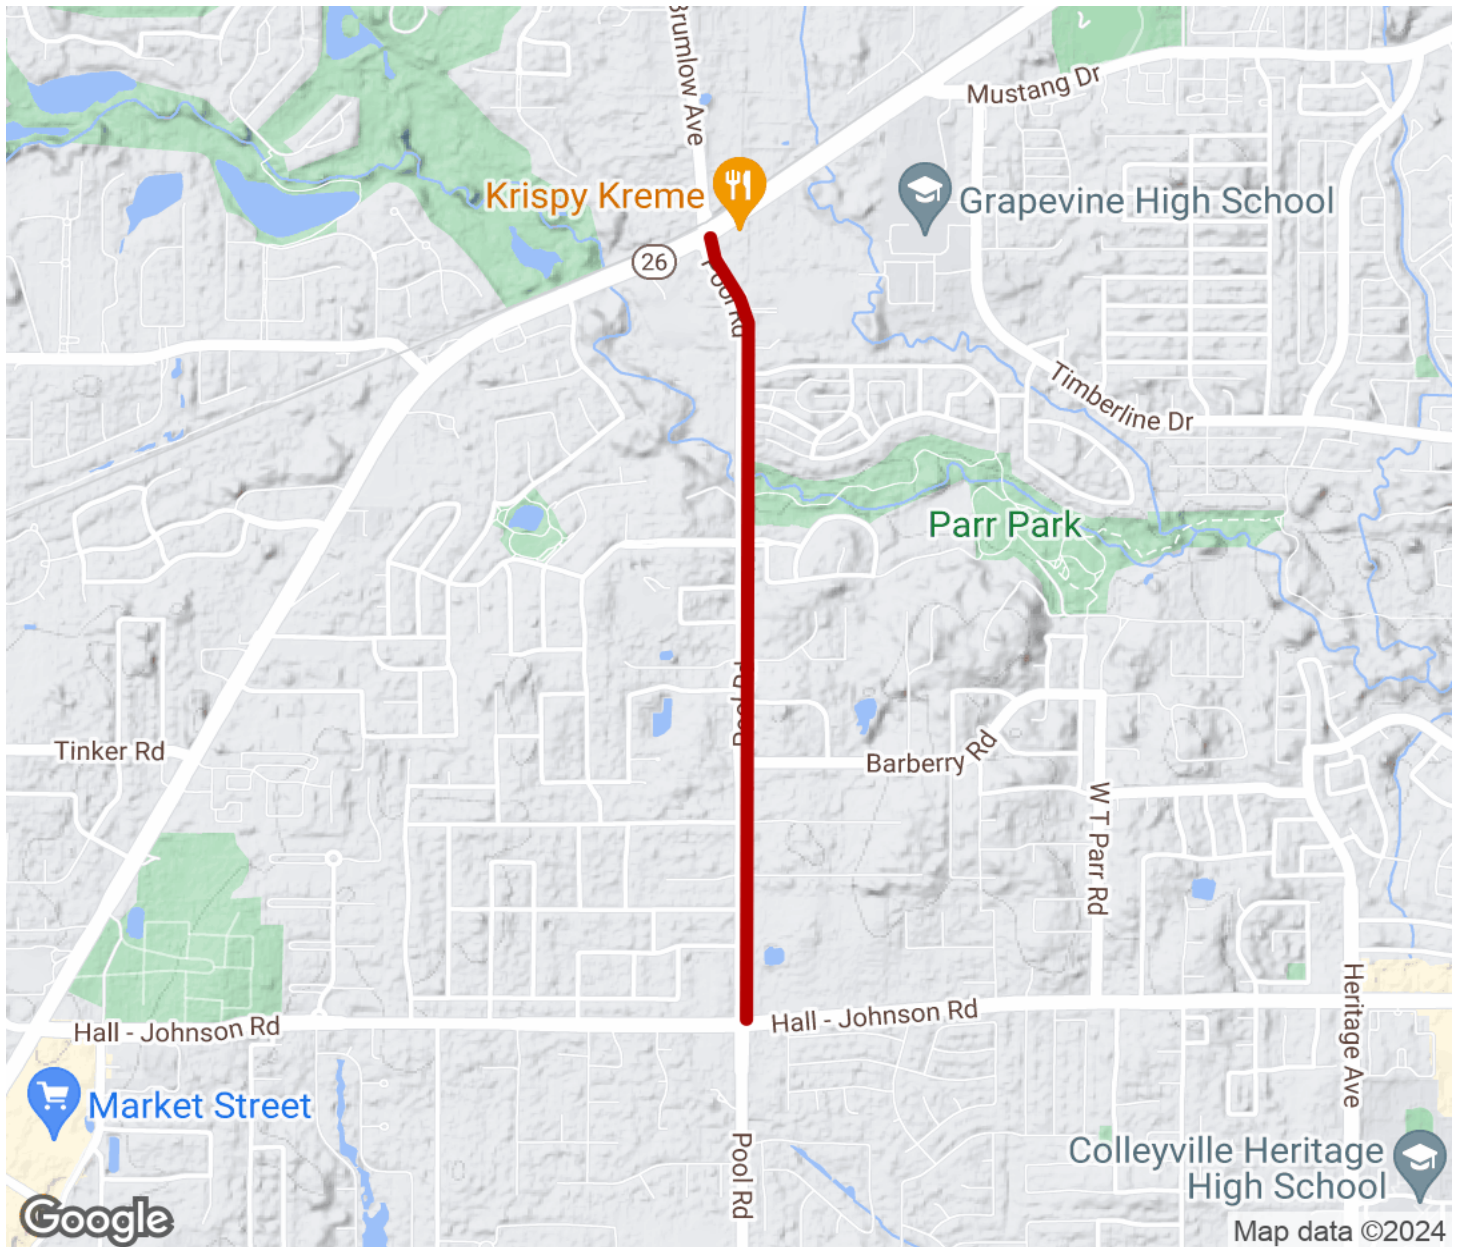 Brumlow Ave
Mustang Dr
Krispy Kreme
Grapevine High School
26
Pool Rd
Timberline Dr
Parr Park
Pool Rd
Tinker Rd
Barberry Rd
W T Parr Rd
Hall - Johnson Rd
Hall - Johnson Rd
Heritage Ave
Market Street
Pool Rd
Colleyville Heritage
High School
Google
Map data ©2024